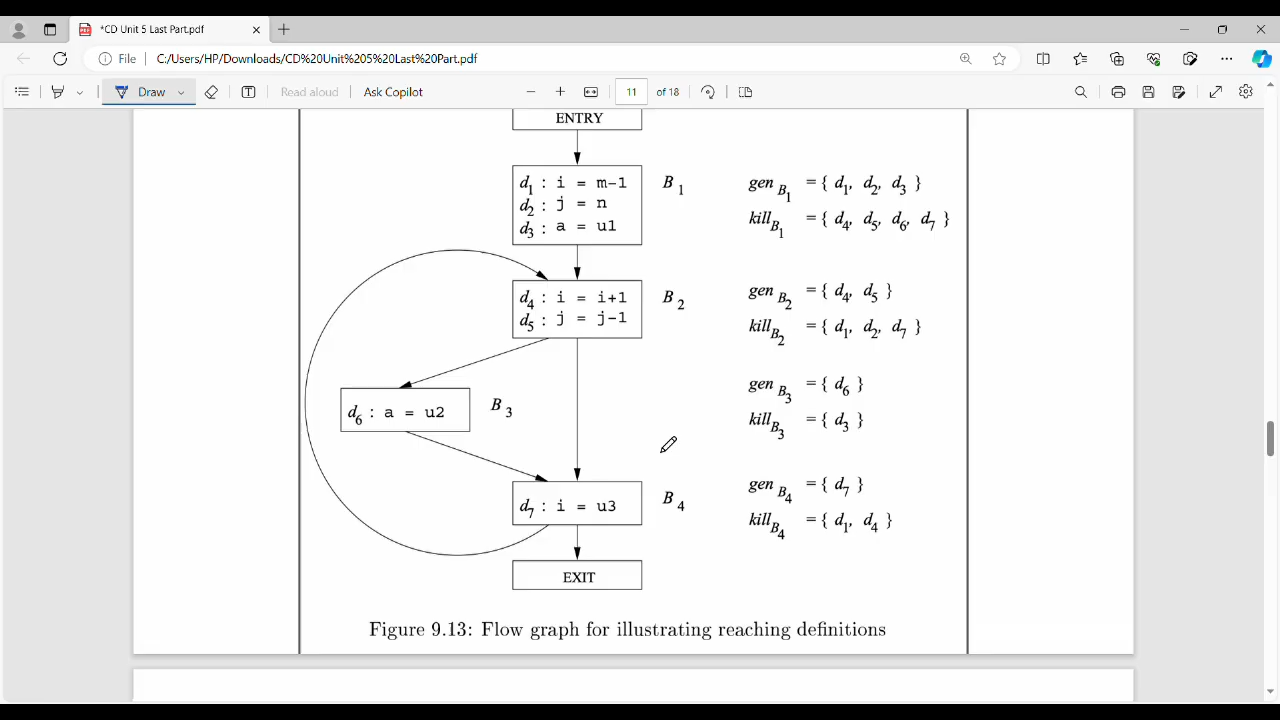 *CD Unit 5 Last Part.pdf
File C:/Users/HP/Downloads/CD%20Unit%205%20Last%20Part.pdf
Draw Read aloud Ask Copilot 11 of 18
ENTRY
d1 : i = m-1
d2 : j = n
d3 : a = u1
B1
gen B1 = { d1, d2, d3 }
kill B1 = { d4, d5, d6, d7 }
d4 : i = i+1
d5 : j = j-1
B2
gen B2 = { d4, d5 }
kill B2 = { d1, d2, d7 }
d6 : a = u2
B3
gen B3 = { d6 }
kill B3 = { d3 }
d7 : i = u3
B4
gen B4 = { d7 }
kill B4 = { d1, d4 }
EXIT
Figure 9.13: Flow graph for illustrating reaching definitions